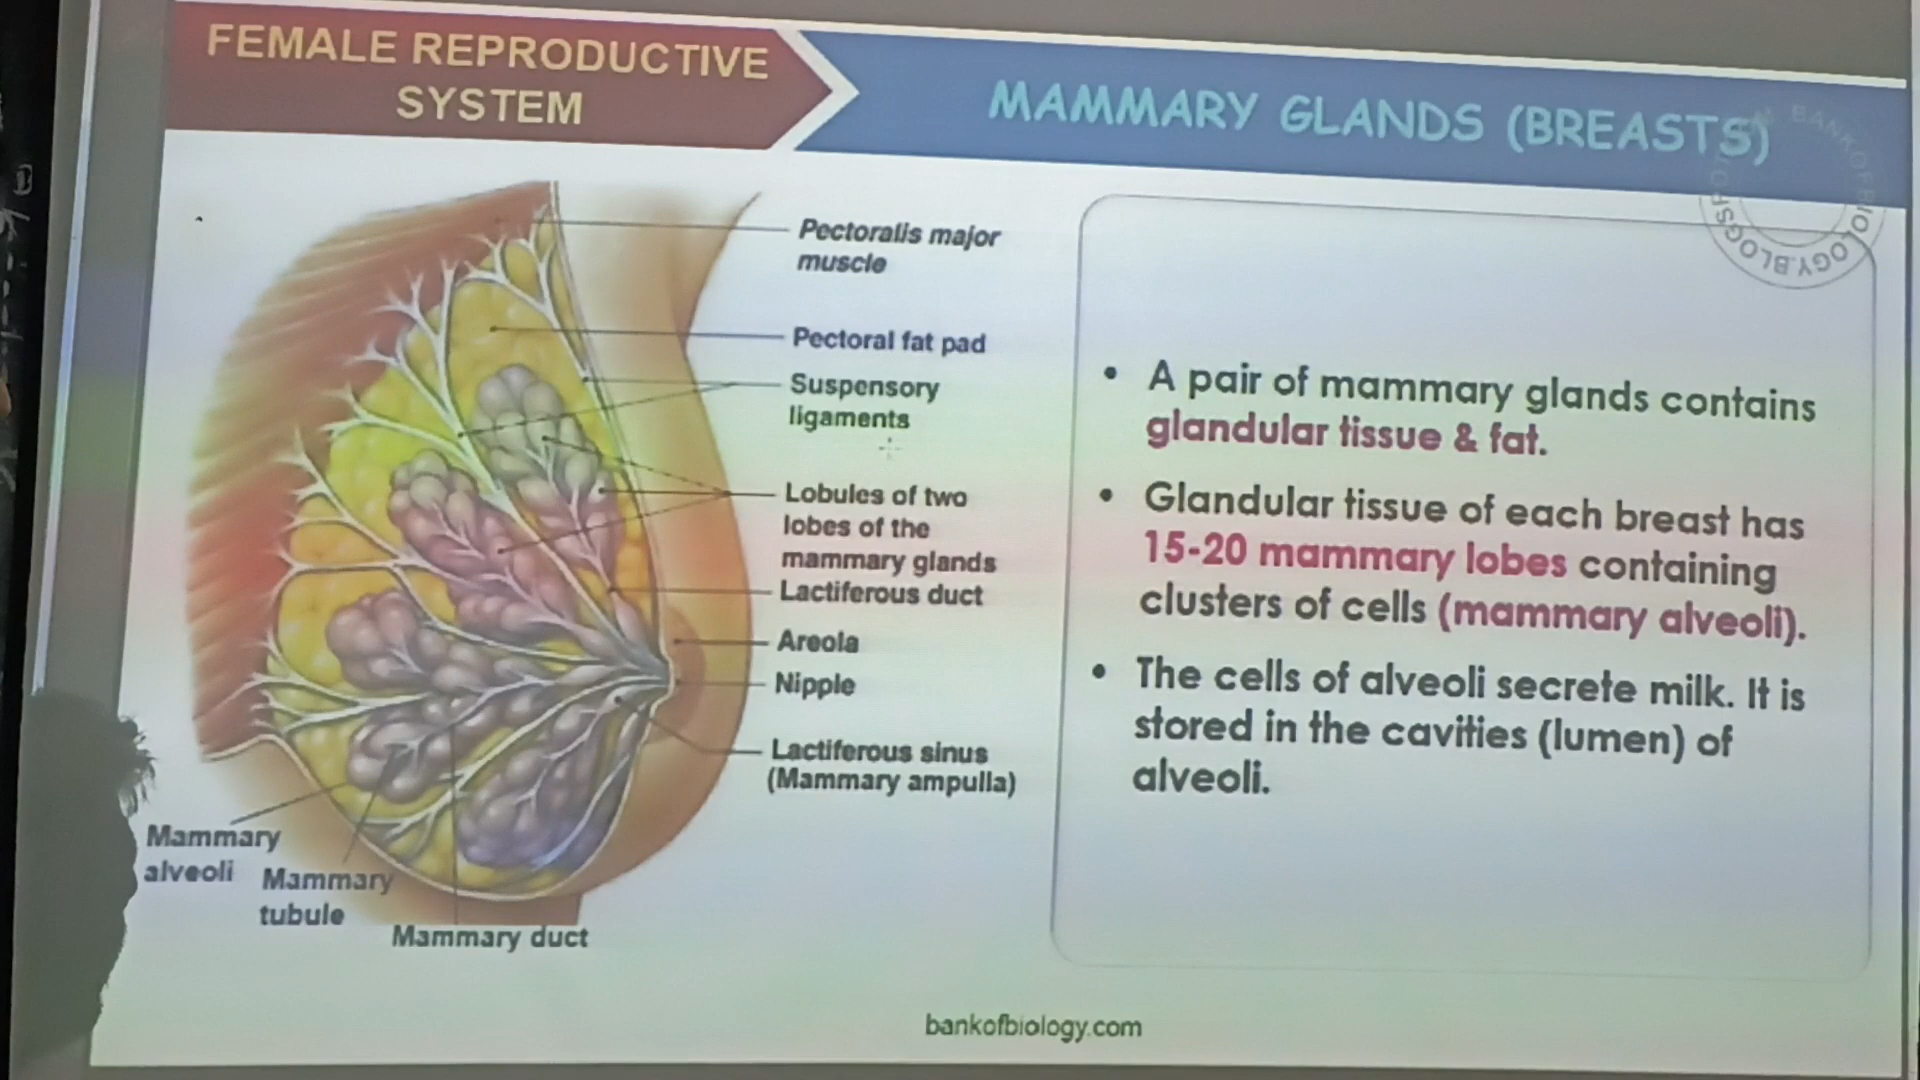 FEMALE REPRODUCTIVE
SYSTEM
MAMMARY GLANDS (BREASTS)
Pectoralis major
muscle
Pectoral fat pad
Suspensory
ligaments
Lobules of two
lobes of the
mammary glands
Lactiferous duct
Areola
Nipple
Lactiferous sinus
(Mammary ampulla)
Mammary
alveoli
Mammary
tubule
Mammary duct
• A pair of mammary glands contains
glandular tissue & fat.
• Glandular tissue of each breast has
15-20 mammary lobes containing
clusters of cells (mammary alveoli).
• The cells of alveoli secrete milk. It is
stored in the cavities (lumen) of
alveoli.
bankofbiology.com